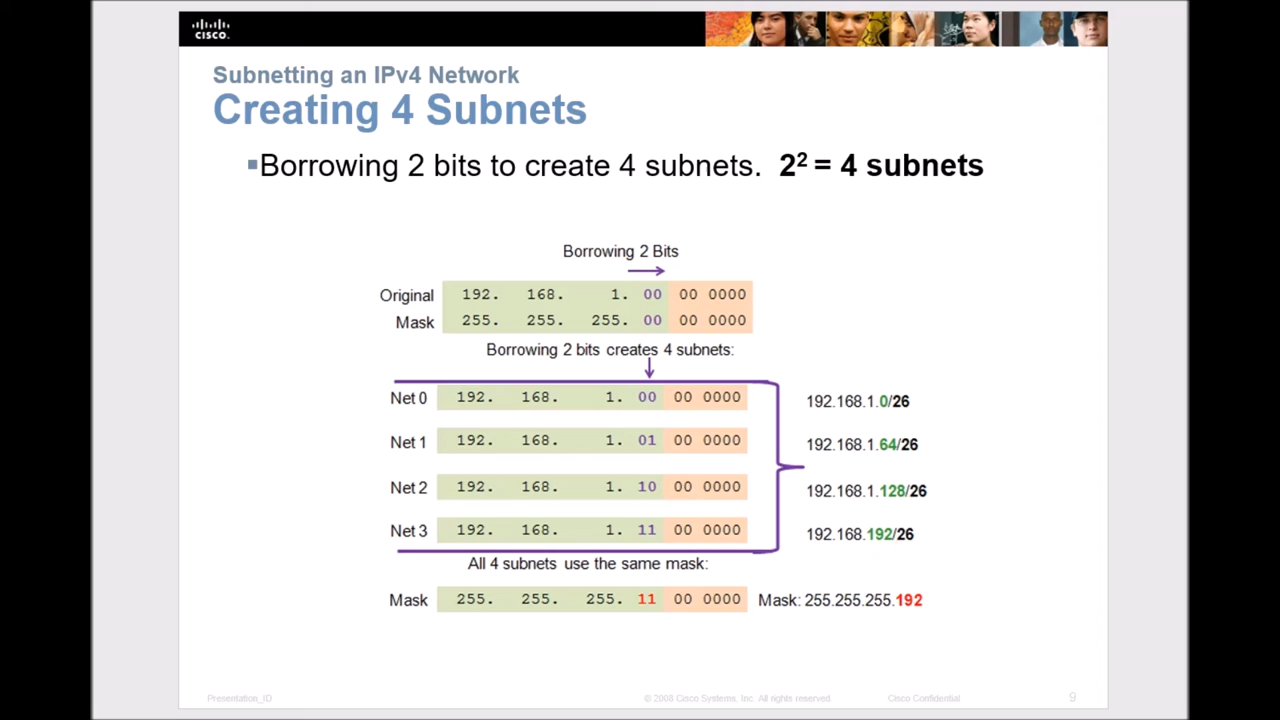 CISCO.
Subnetting an IPv4 Network
Creating 4 Subnets
▪Borrowing 2 bits to create 4 subnets. 2² = 4 subnets
Borrowing 2 Bits
Original 192. 168. 1. 00 00 0000
Mask 255. 255. 255. 00 00 0000
Borrowing 2 bits creates 4 subnets:
Net 0 192. 168. 1. 00 00 0000 192.168.1.0/26
Net 1 192. 168. 1. 01 00 0000 192.168.1.64/26
Net 2 192. 168. 1. 10 00 0000 192.168.1.128/26
Net 3 192. 168. 1. 11 00 0000 192.168.192/26
All 4 subnets use the same mask:
Mask 255. 255. 255. 11 00 0000 Mask: 255.255.255.192
Presentation_ID © 2008 Cisco Systems, Inc. All rights reserved. Cisco Confidential 9